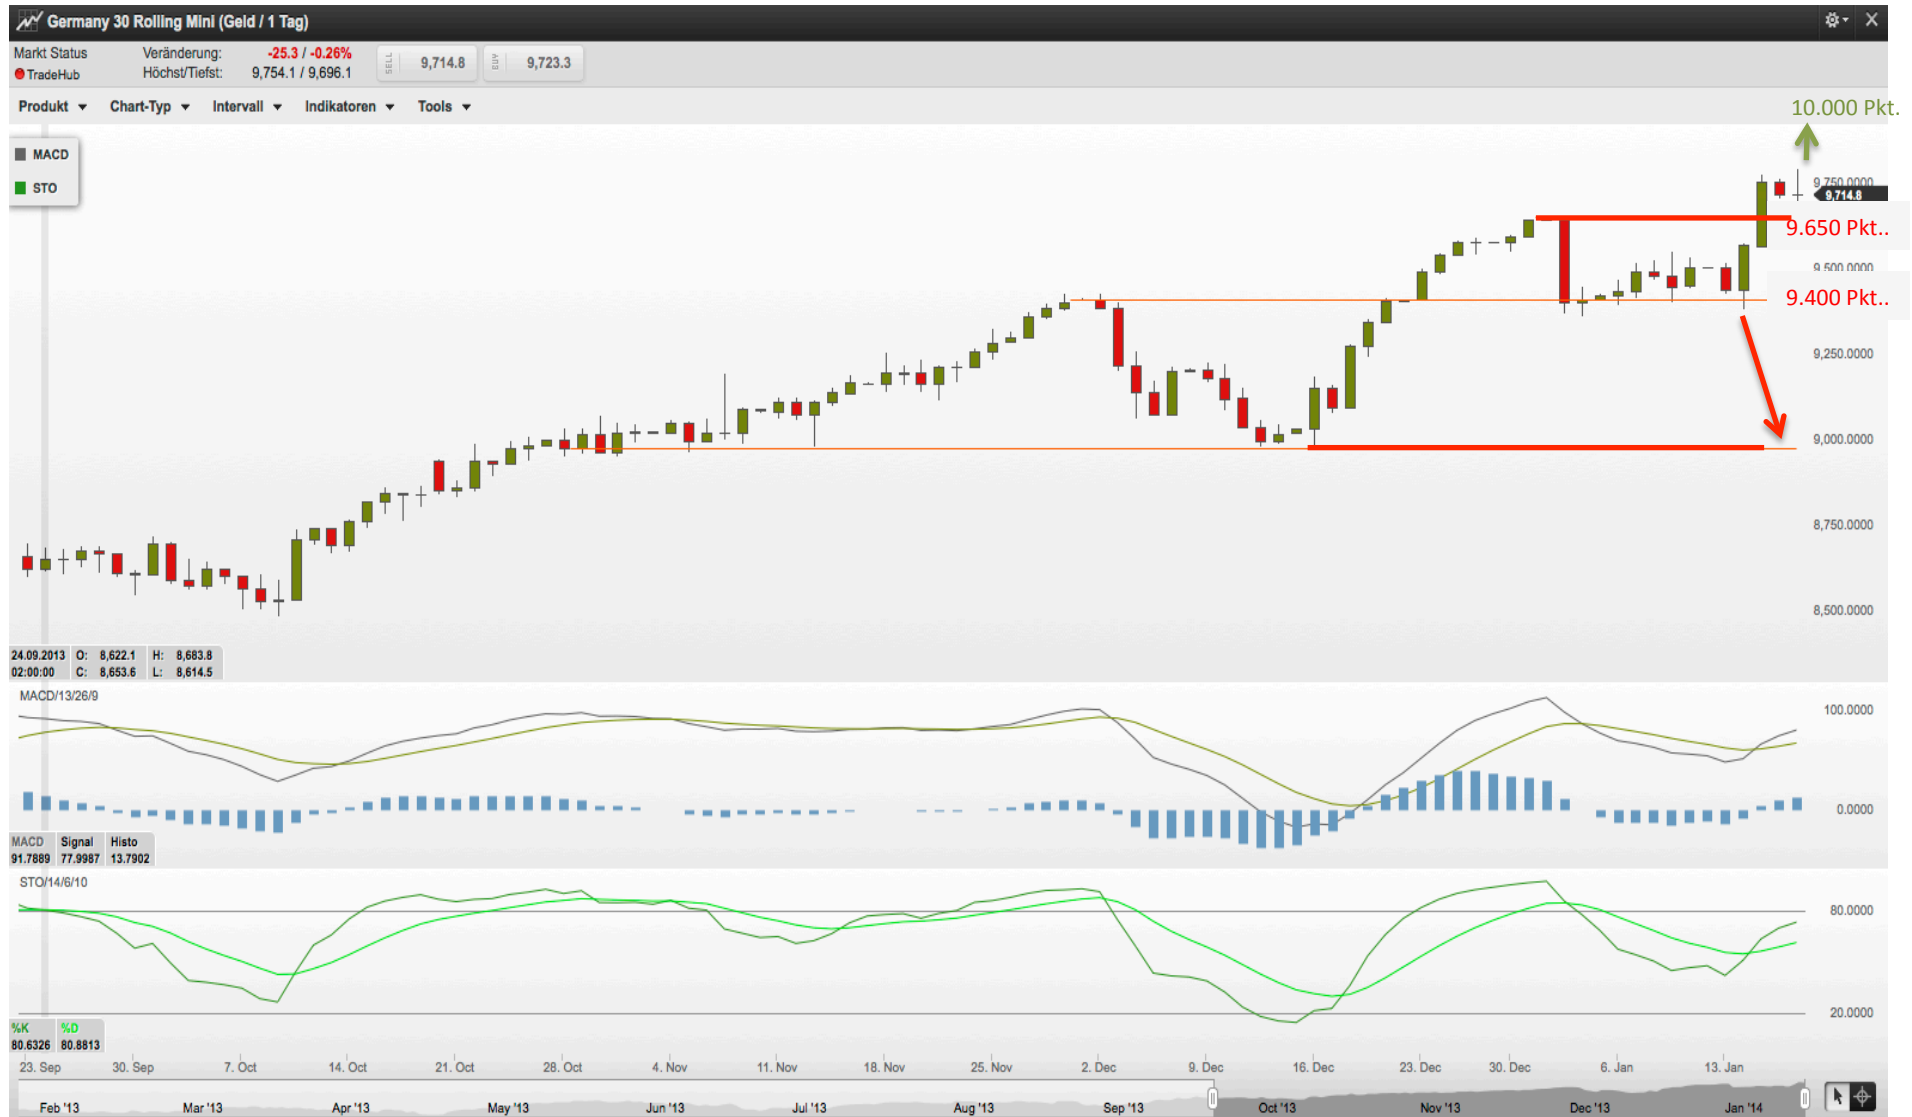 Germany 30 Rolling Mini (Geld / 1 Tag)
Markt Status Veränderung: -25.3 / -0.26%
TradeHub Höchst/Tiefst: 9,754.1 / 9,696.1
SELL 9,714.8 BUY 9,723.3
Produkt Chart-Typ Intervall Indikatoren Tools
10.000 Pkt.
MACD
STO
9,750.0000
9,714.8
9.650 Pkt..
9,500.0000
9.400 Pkt..
9,250.0000
9,000.0000
8,750.0000
8,500.0000
24.09.2013 O: 8,622.1 H: 8,683.8
02:00:00 C: 8,653.6 L: 8,614.5
MACD/13/26/9
100.0000
0.0000
MACD Signal Histo
91.7889 77.9987 13.7902
STO/14/6/10
80.0000
20.0000
%K %D
80.6326 80.8813
23. Sep 30. Sep 7. Oct 14. Oct 21. Oct 28. Oct 4. Nov 11. Nov 18. Nov 25. Nov 2. Dec 9. Dec 16. Dec 23. Dec 30. Dec 6. Jan 13. Jan
Feb '13 Mar '13 Apr '13 May '13 Jun '13 Jul '13 Aug '13 Sep '13 Oct '13 Nov '13 Dec '13 Jan '14